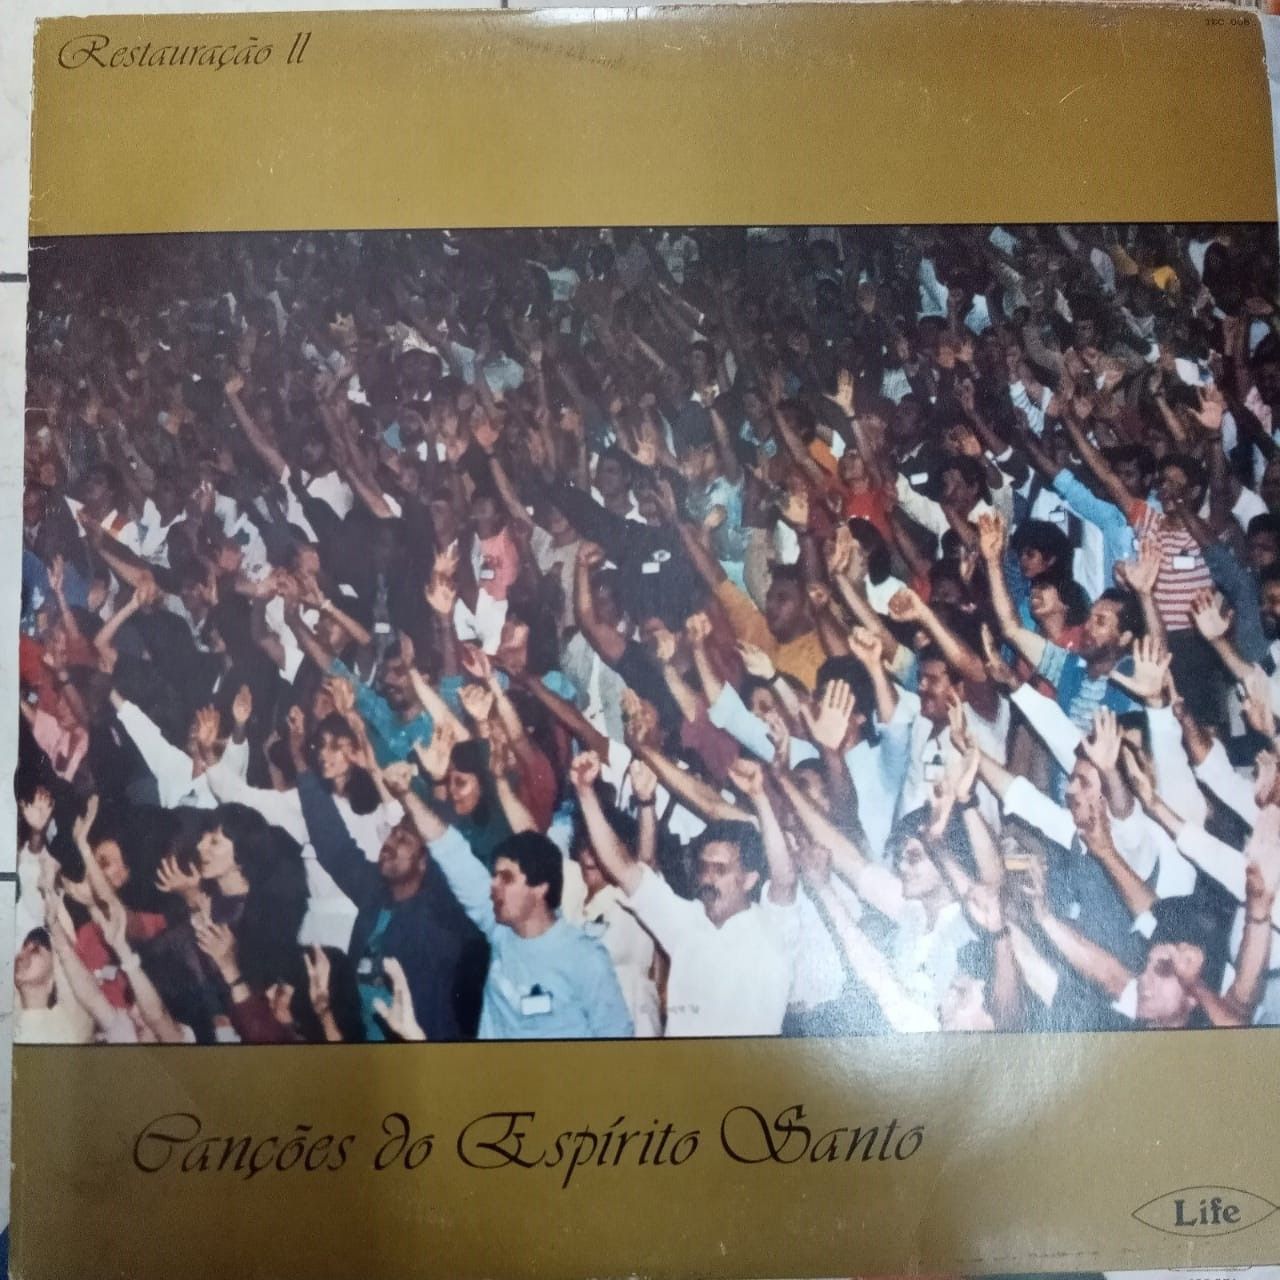 Restauração II
Canções do Espírito Santo
Life